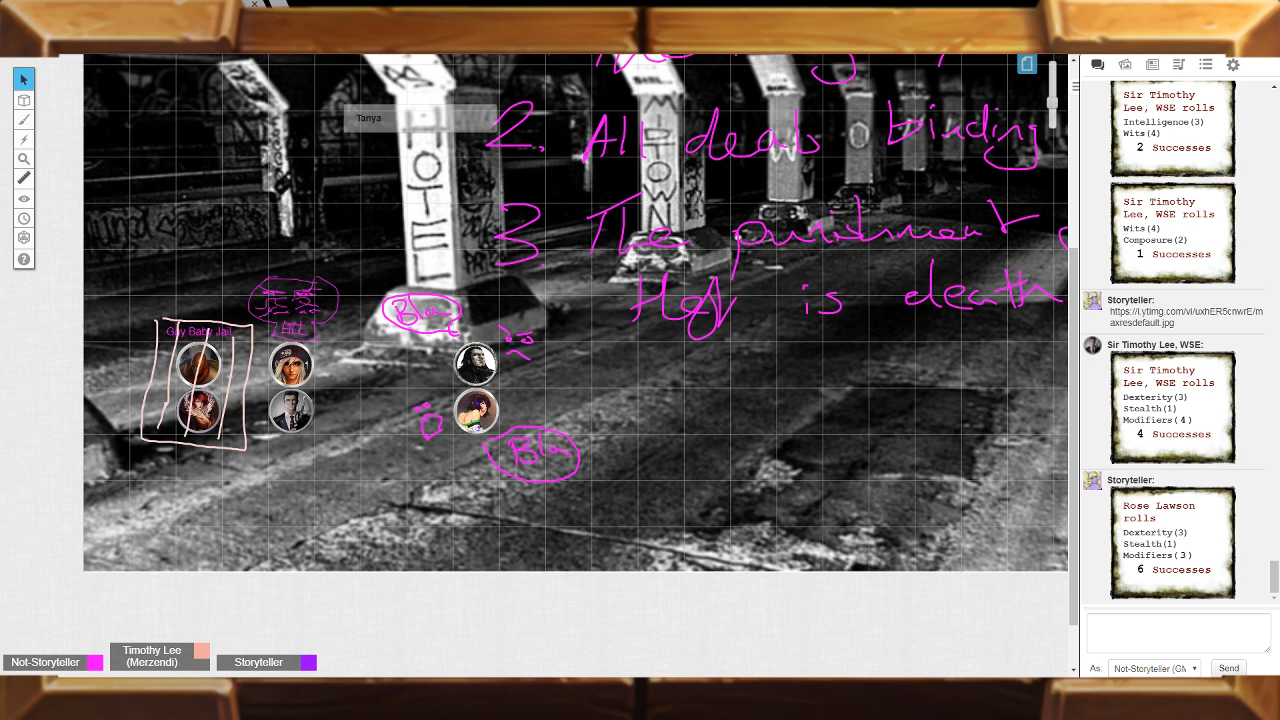 Tanya
HOTEL
MIDTOWN
2. All deals binding
3 The punishment
is death
Bla
Gay Baby Jail
Bla
Sir Timothy
Lee, WSE rolls
Intelligence(3)
Wits(4)
2 Successes
Sir Timothy
Lee, WSE rolls
Wits(4)
Composure(2)
1 Successes
Storyteller:
https://i.ytimg.com/vi/uxhER5cnwrE/m
axresdefault.jpg
Sir Timothy Lee, WSE:
Sir Timothy
Lee, WSE rolls
Dexterity(3)
Stealth(1)
Modifiers(4)
4 Successes
Storyteller:
Rose Lawson
rolls
Dexterity(3)
Stealth(1)
Modifiers(3)
6 Successes
As:
Not-Storyteller (GM
Send
Not-Storyteller
Timothy Lee
(Merzendi)
Storyteller